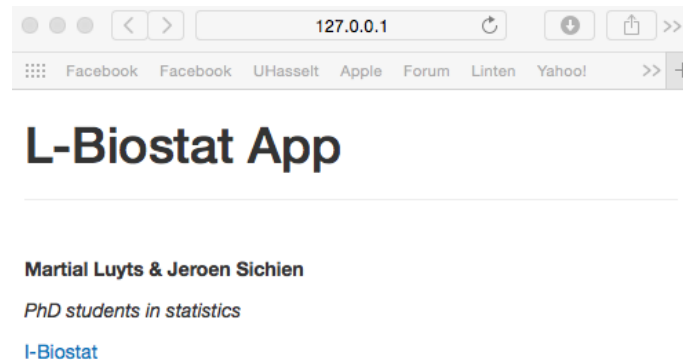 127.0.0.1
Facebook Facebook UHasselt Apple Forum Linten Yahoo! >>
L-Biostat App
Martial Luyts & Jeroen Sichien
PhD students in statistics
I-Biostat